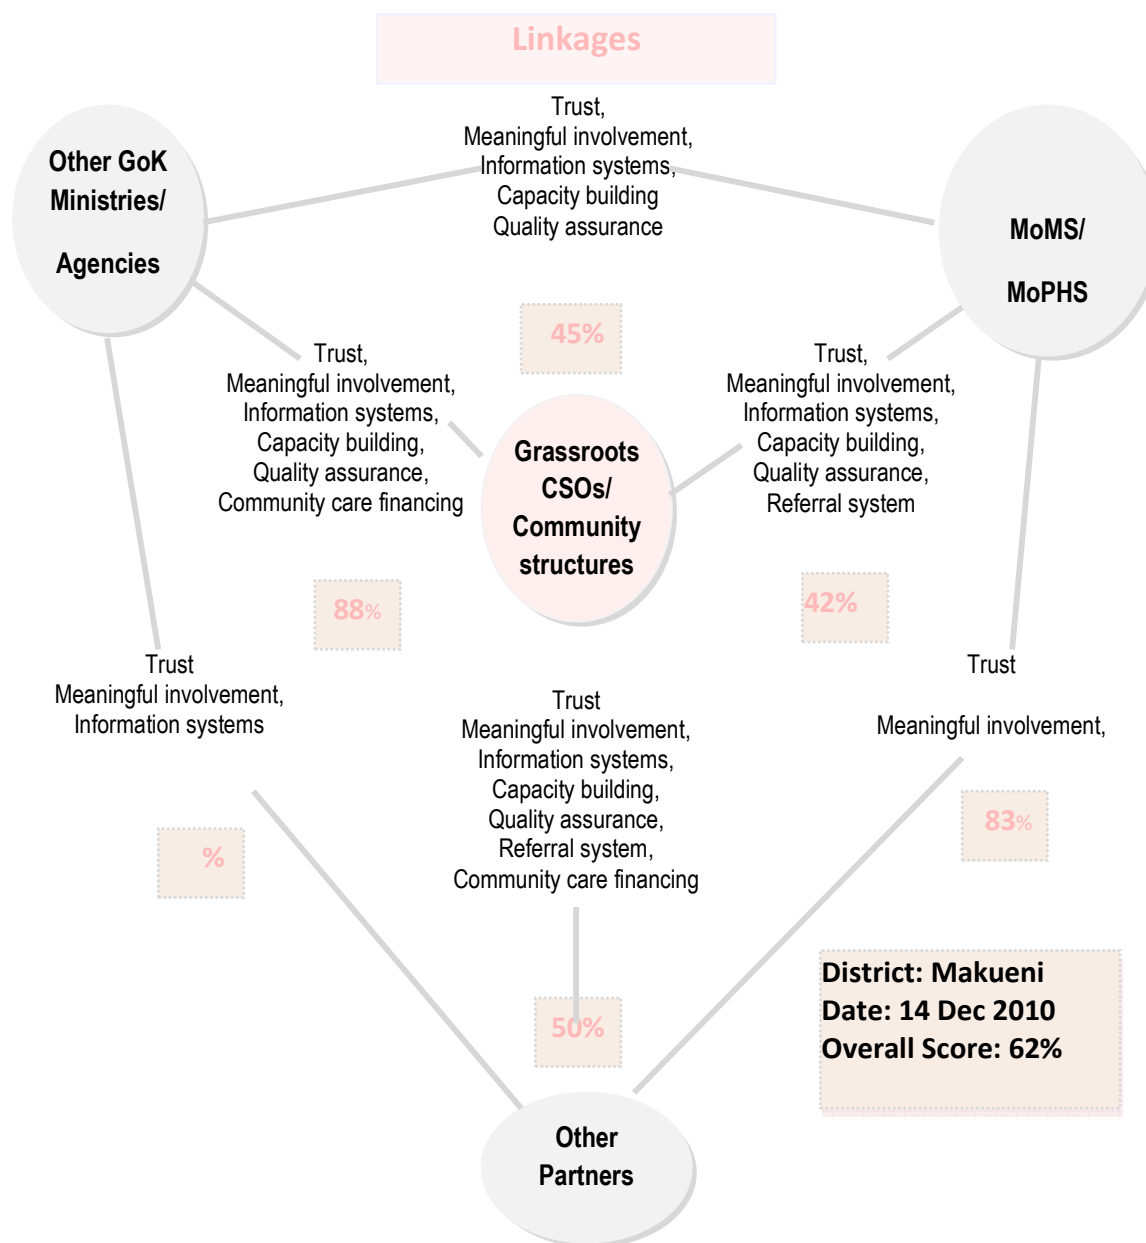 Linkages
Trust,
Meaningful involvement,
Information systems,
Capacity building
Quality assurance
Other GoK
Ministries/
Agencies
MoMS/
MoPHS
45%
Trust,
Meaningful involvement,
Information systems,
Capacity building,
Quality assurance,
Community care financing
Grassroots
CSOs/
Community
structures
Trust,
Meaningful involvement,
Information systems,
Capacity building,
Quality assurance,
Referral system
88%
42%
Trust
Meaningful involvement,
Information systems
Trust
Meaningful involvement,
Information systems,
Capacity building,
Quality assurance,
Referral system,
Community care financing
Trust
Meaningful involvement,
%
83%
50%
District: Makueni
Date: 14 Dec 2010
Overall Score: 62%
Other
Partners